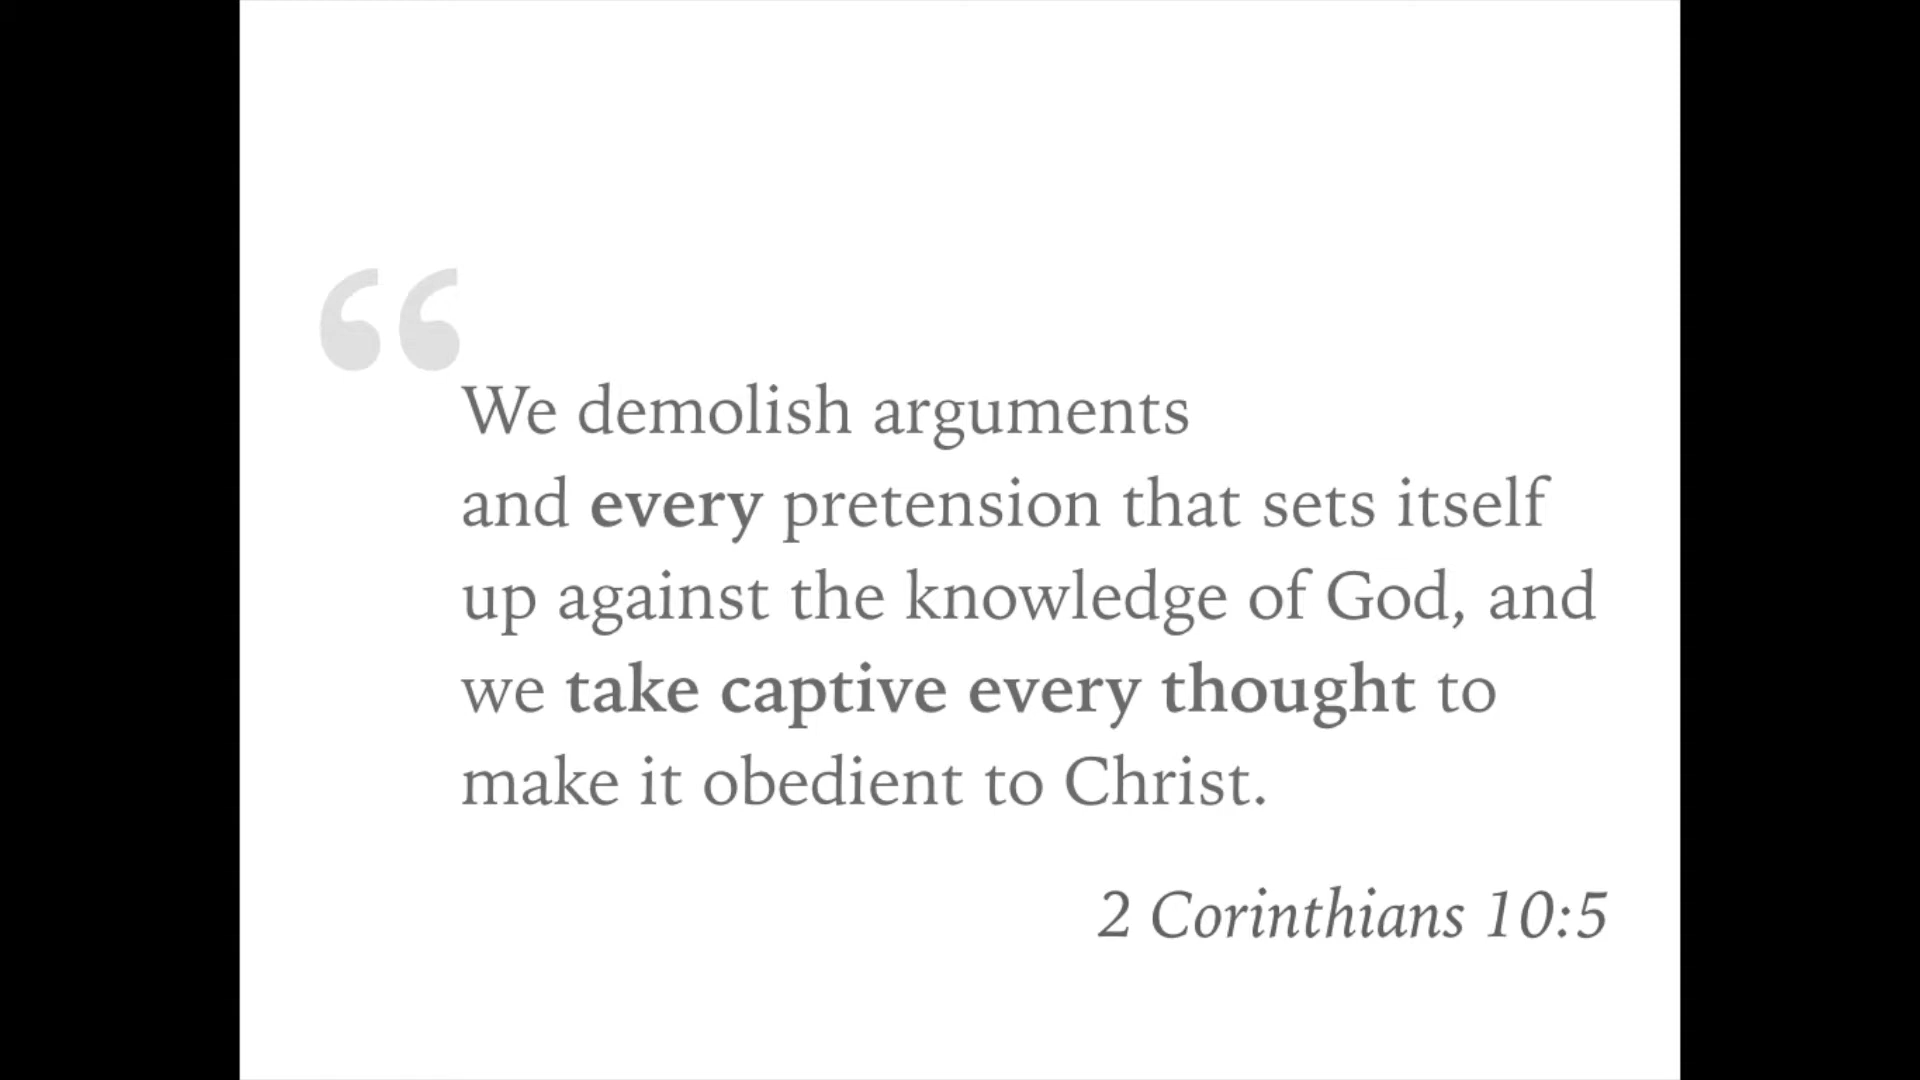 “
We demolish arguments
and every pretension that sets itself
up against the knowledge of God, and
we take captive every thought to
make it obedient to Christ.
2 Corinthians 10:5